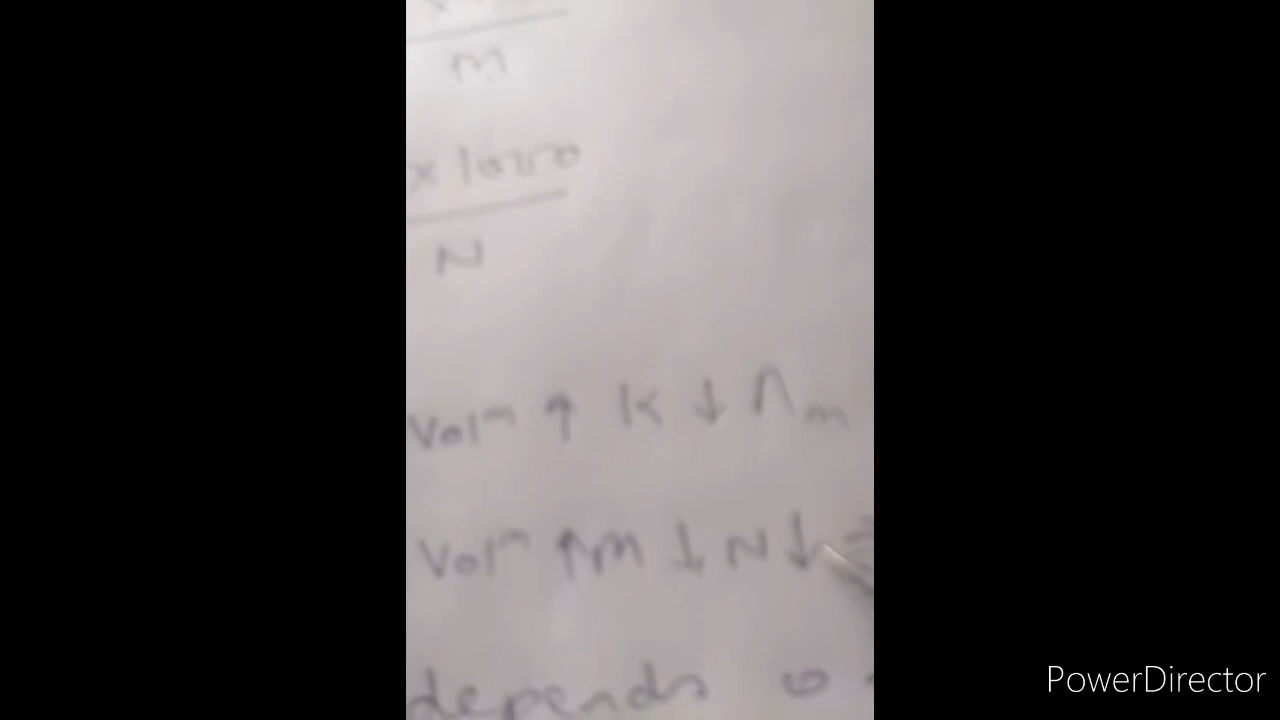 M
x 1000
N
Volm ↑ K ↓ Λm
Volm ↑ M ↓ N ↓ =
depends
PowerDirector